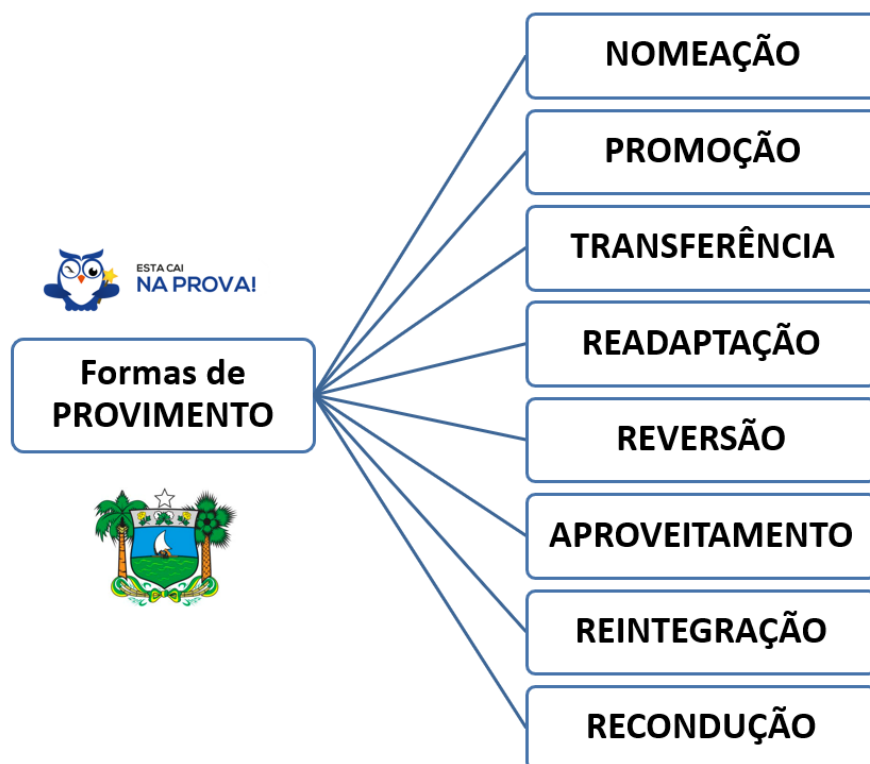 ESTA CAI
NA PROVA!
Formas de
PROVIMENTO
NOMEAÇÃO
PROMOÇÃO
TRANSFERÊNCIA
READAPTAÇÃO
REVERSÃO
APROVEITAMENTO
REINTEGRAÇÃO
RECONDUÇÃO